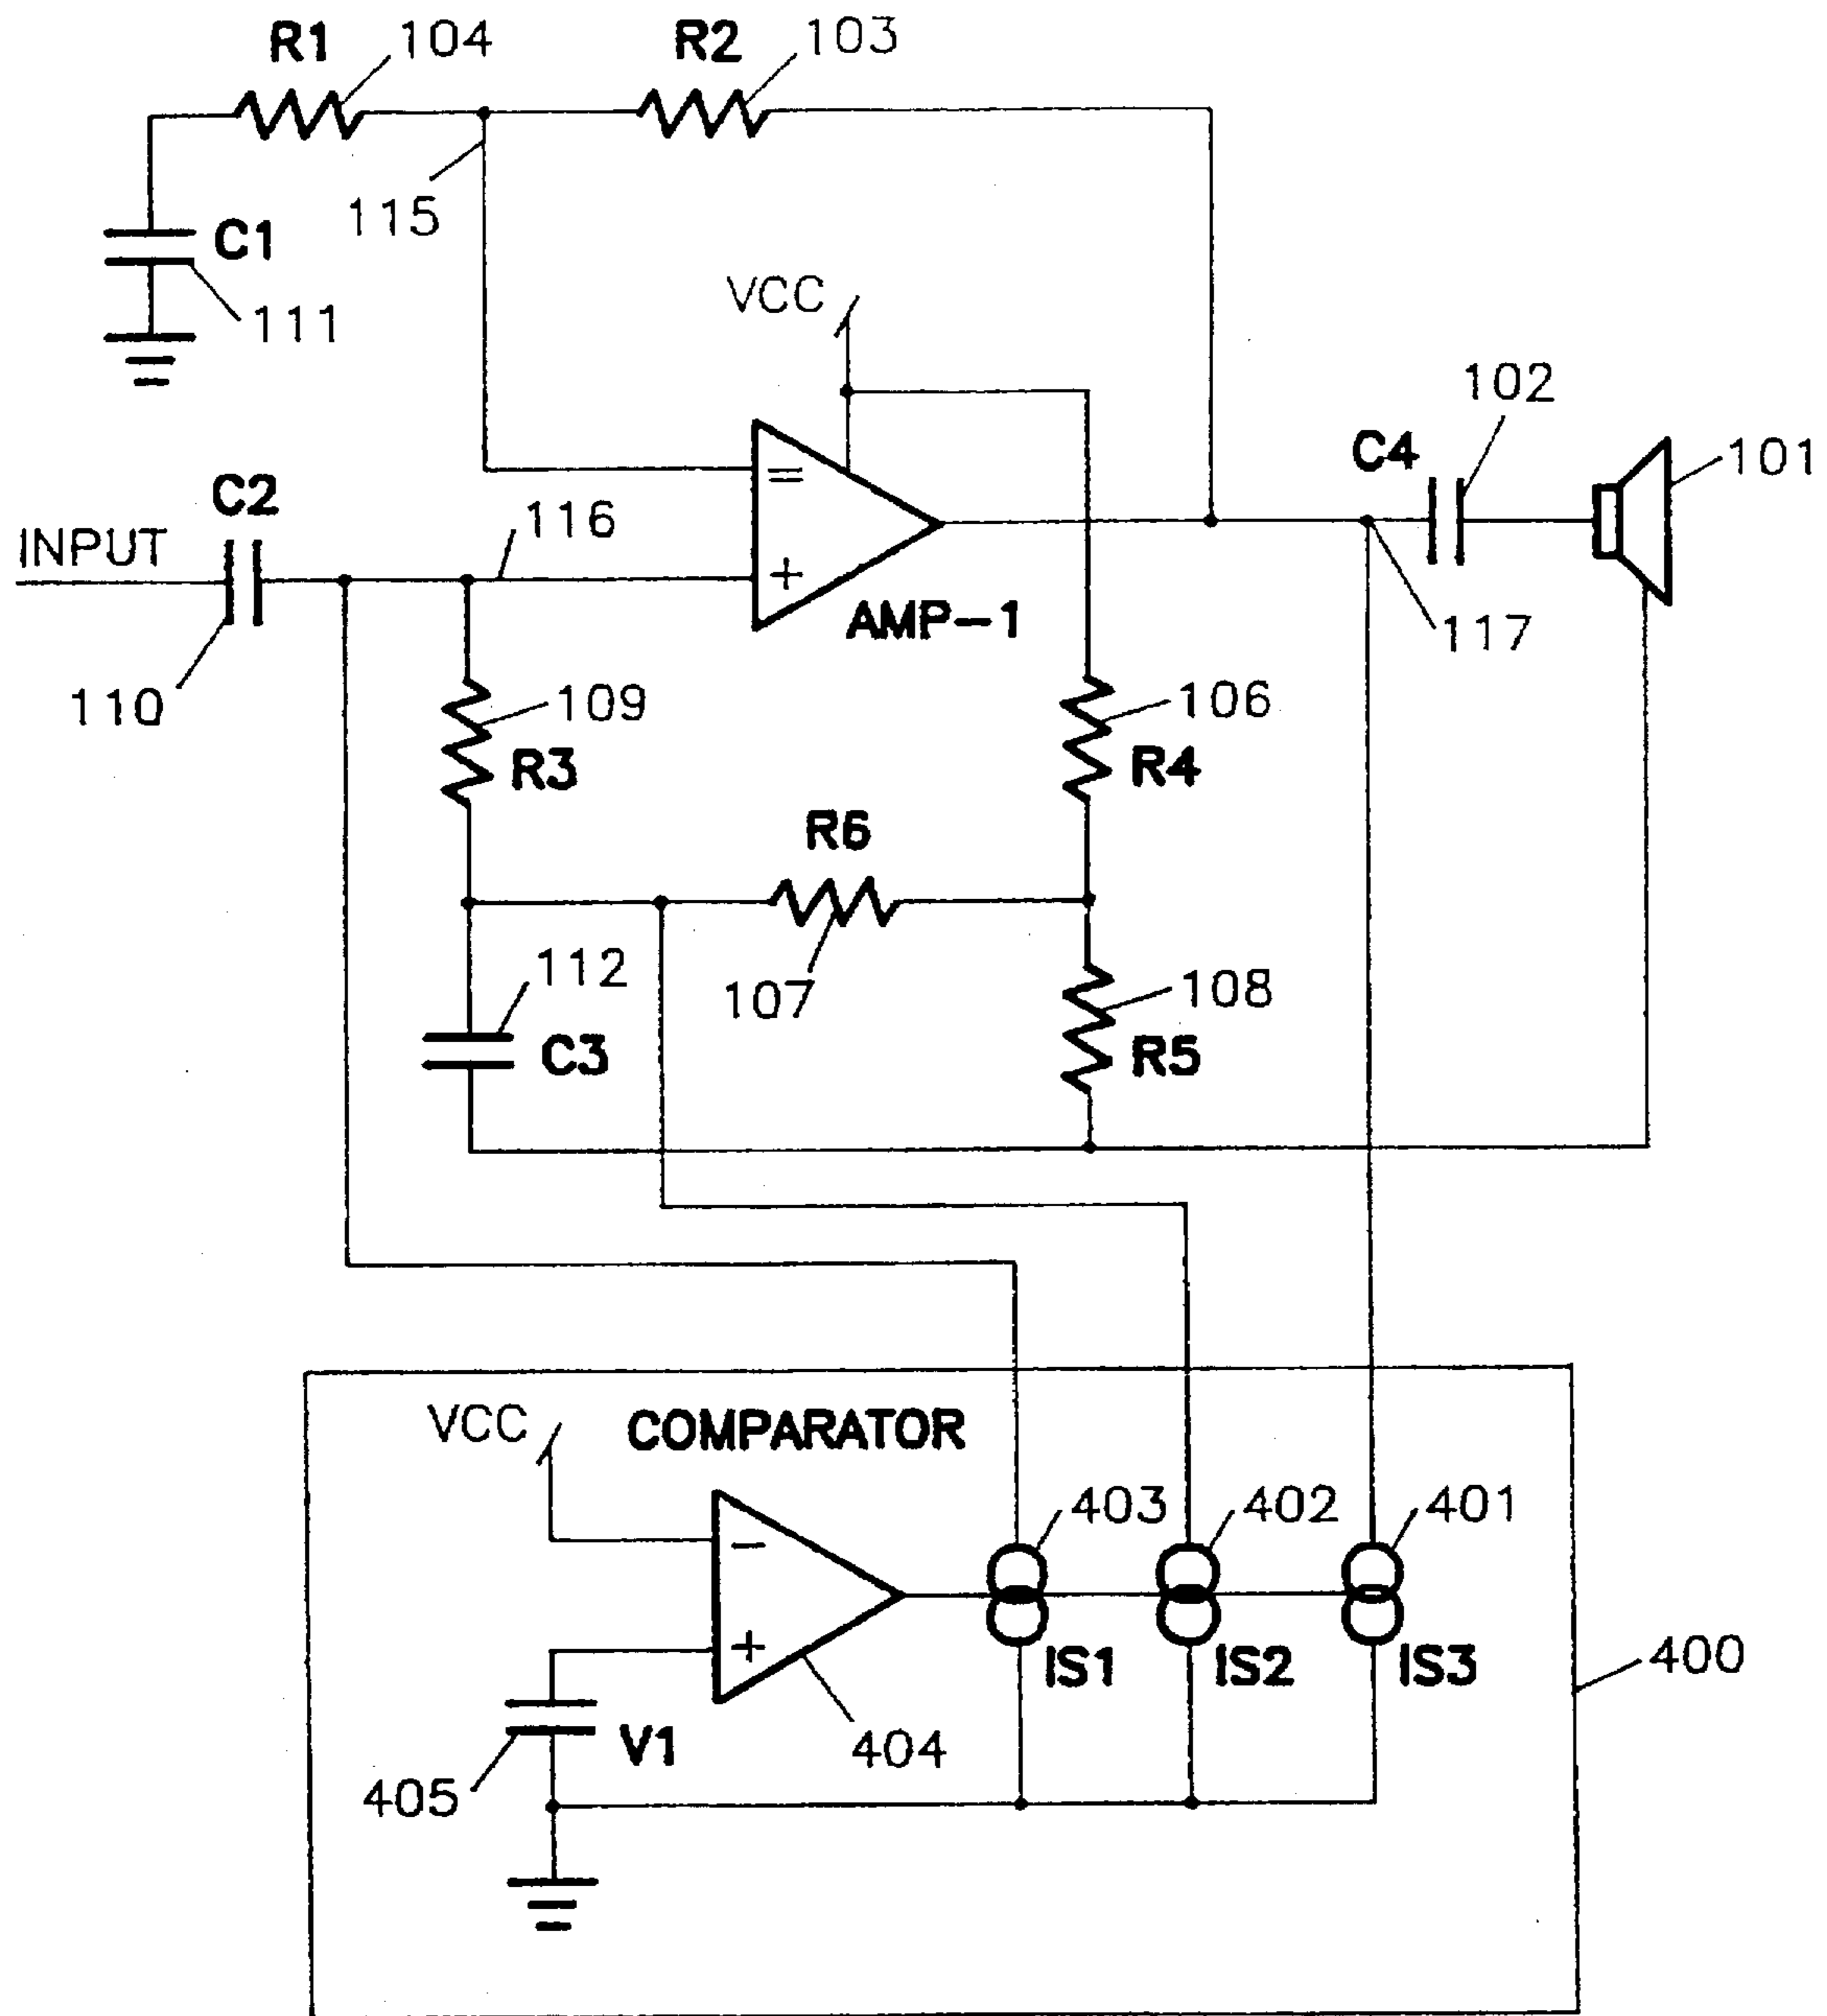 R1 104 R2 103
115
C1
111
VCC
102
C4
101
C2
INPUT
116
=
+
AMP-1
117
110
109
R3
106
R4
R6
112
107
108
C3
R5
VCC COMPARATOR
403 402 401
-
+
IS1 IS2 IS3
400
V1
404
405